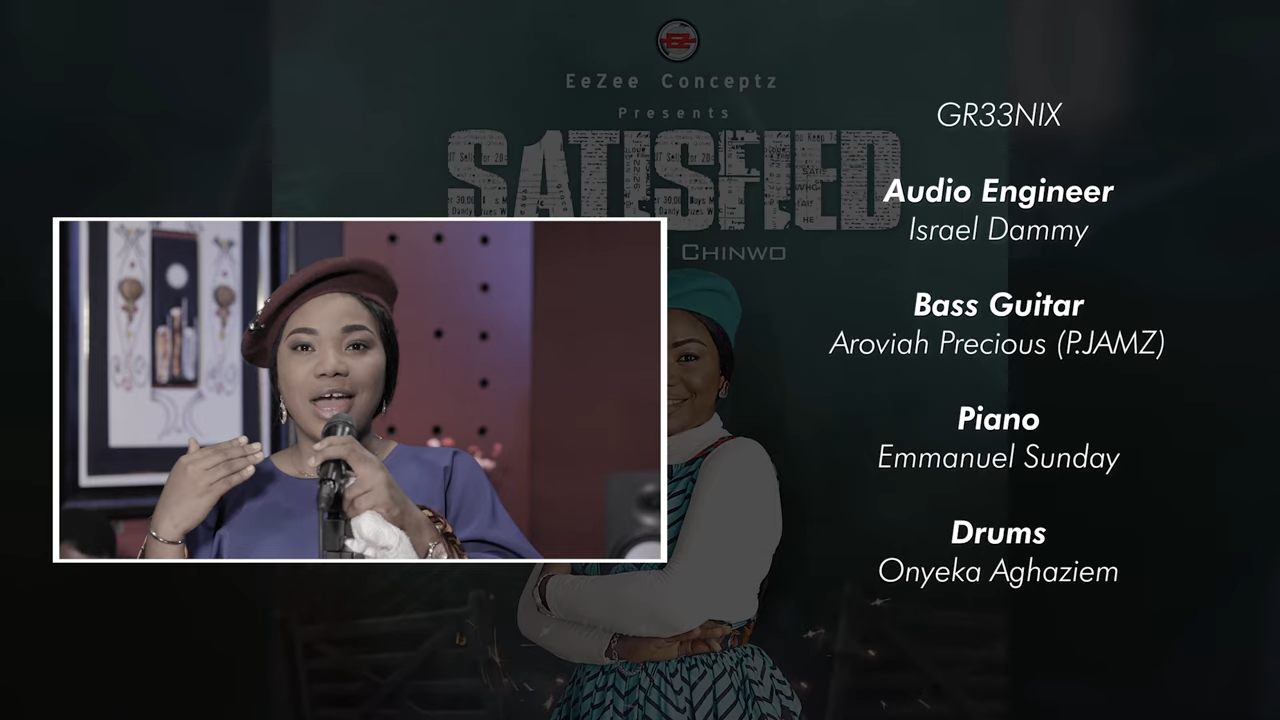 EeZee Conceptz
Presents
SATISFIED
CHINWO
GR33NIX
Audio Engineer
Israel Dammy
Bass Guitar
Aroviah Precious (P.JAMZ)
Piano
Emmanuel Sunday
Drums
Onyeka Aghaziem